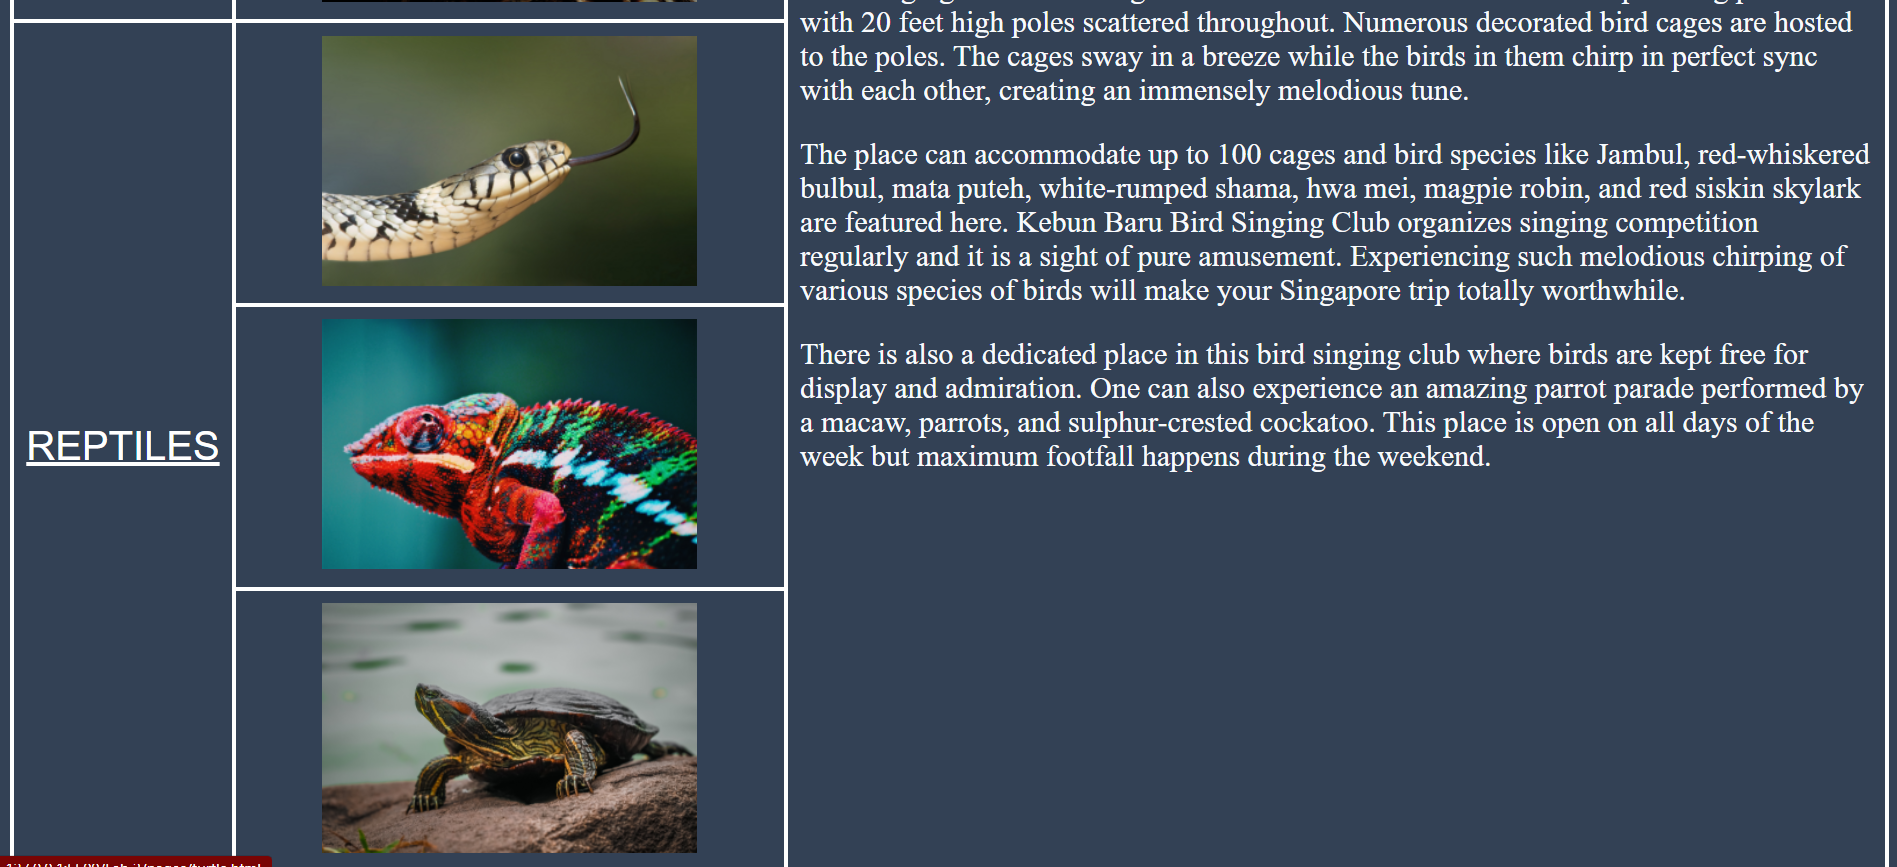 with 20 feet high poles scattered throughout. Numerous decorated bird cages are hosted
to the poles. The cages sway in a breeze while the birds in them chirp in perfect sync
with each other, creating an immensely melodious tune.
The place can accommodate up to 100 cages and bird species like Jambul, red-whiskered
bulbul, mata puteh, white-rumped shama, hwa mei, magpie robin, and red siskin skylark
are featured here. Kebun Baru Bird Singing Club organizes singing competition
regularly and it is a sight of pure amusement. Experiencing such melodious chirping of
various species of birds will make your Singapore trip totally worthwhile.
There is also a dedicated place in this bird singing club where birds are kept free for
display and admiration. One can also experience an amazing parrot parade performed by
a macaw, parrots, and sulphur-crested cockatoo. This place is open on all days of the
week but maximum footfall happens during the weekend.
REPTILES